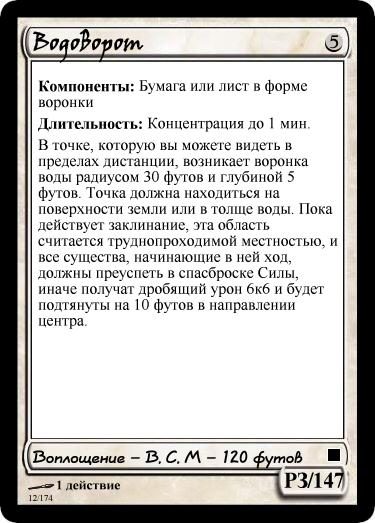 Водоворот 5
Компоненты: Бумага или лист в форме
воронки
Длительность: Концентрация до 1 мин.
В точке, которую вы можете видеть в
пределах дистанции, возникает воронка
воды радиусом 30 футов и глубиной 5
футов. Точка должна находиться на
поверхности земли или в толще воды. Пока
действует заклинание, эта область
считается труднопроходимой местностью, и
все существа, начинающие в ней ход,
должны преуспеть в спасброске Силы,
иначе получат дробящий урон 6к6 и будет
подтянуты на 10 футов в направлении
центра.
Воплощение – В, С, М – 120 футов
РЗ/147
1 действие
12/174